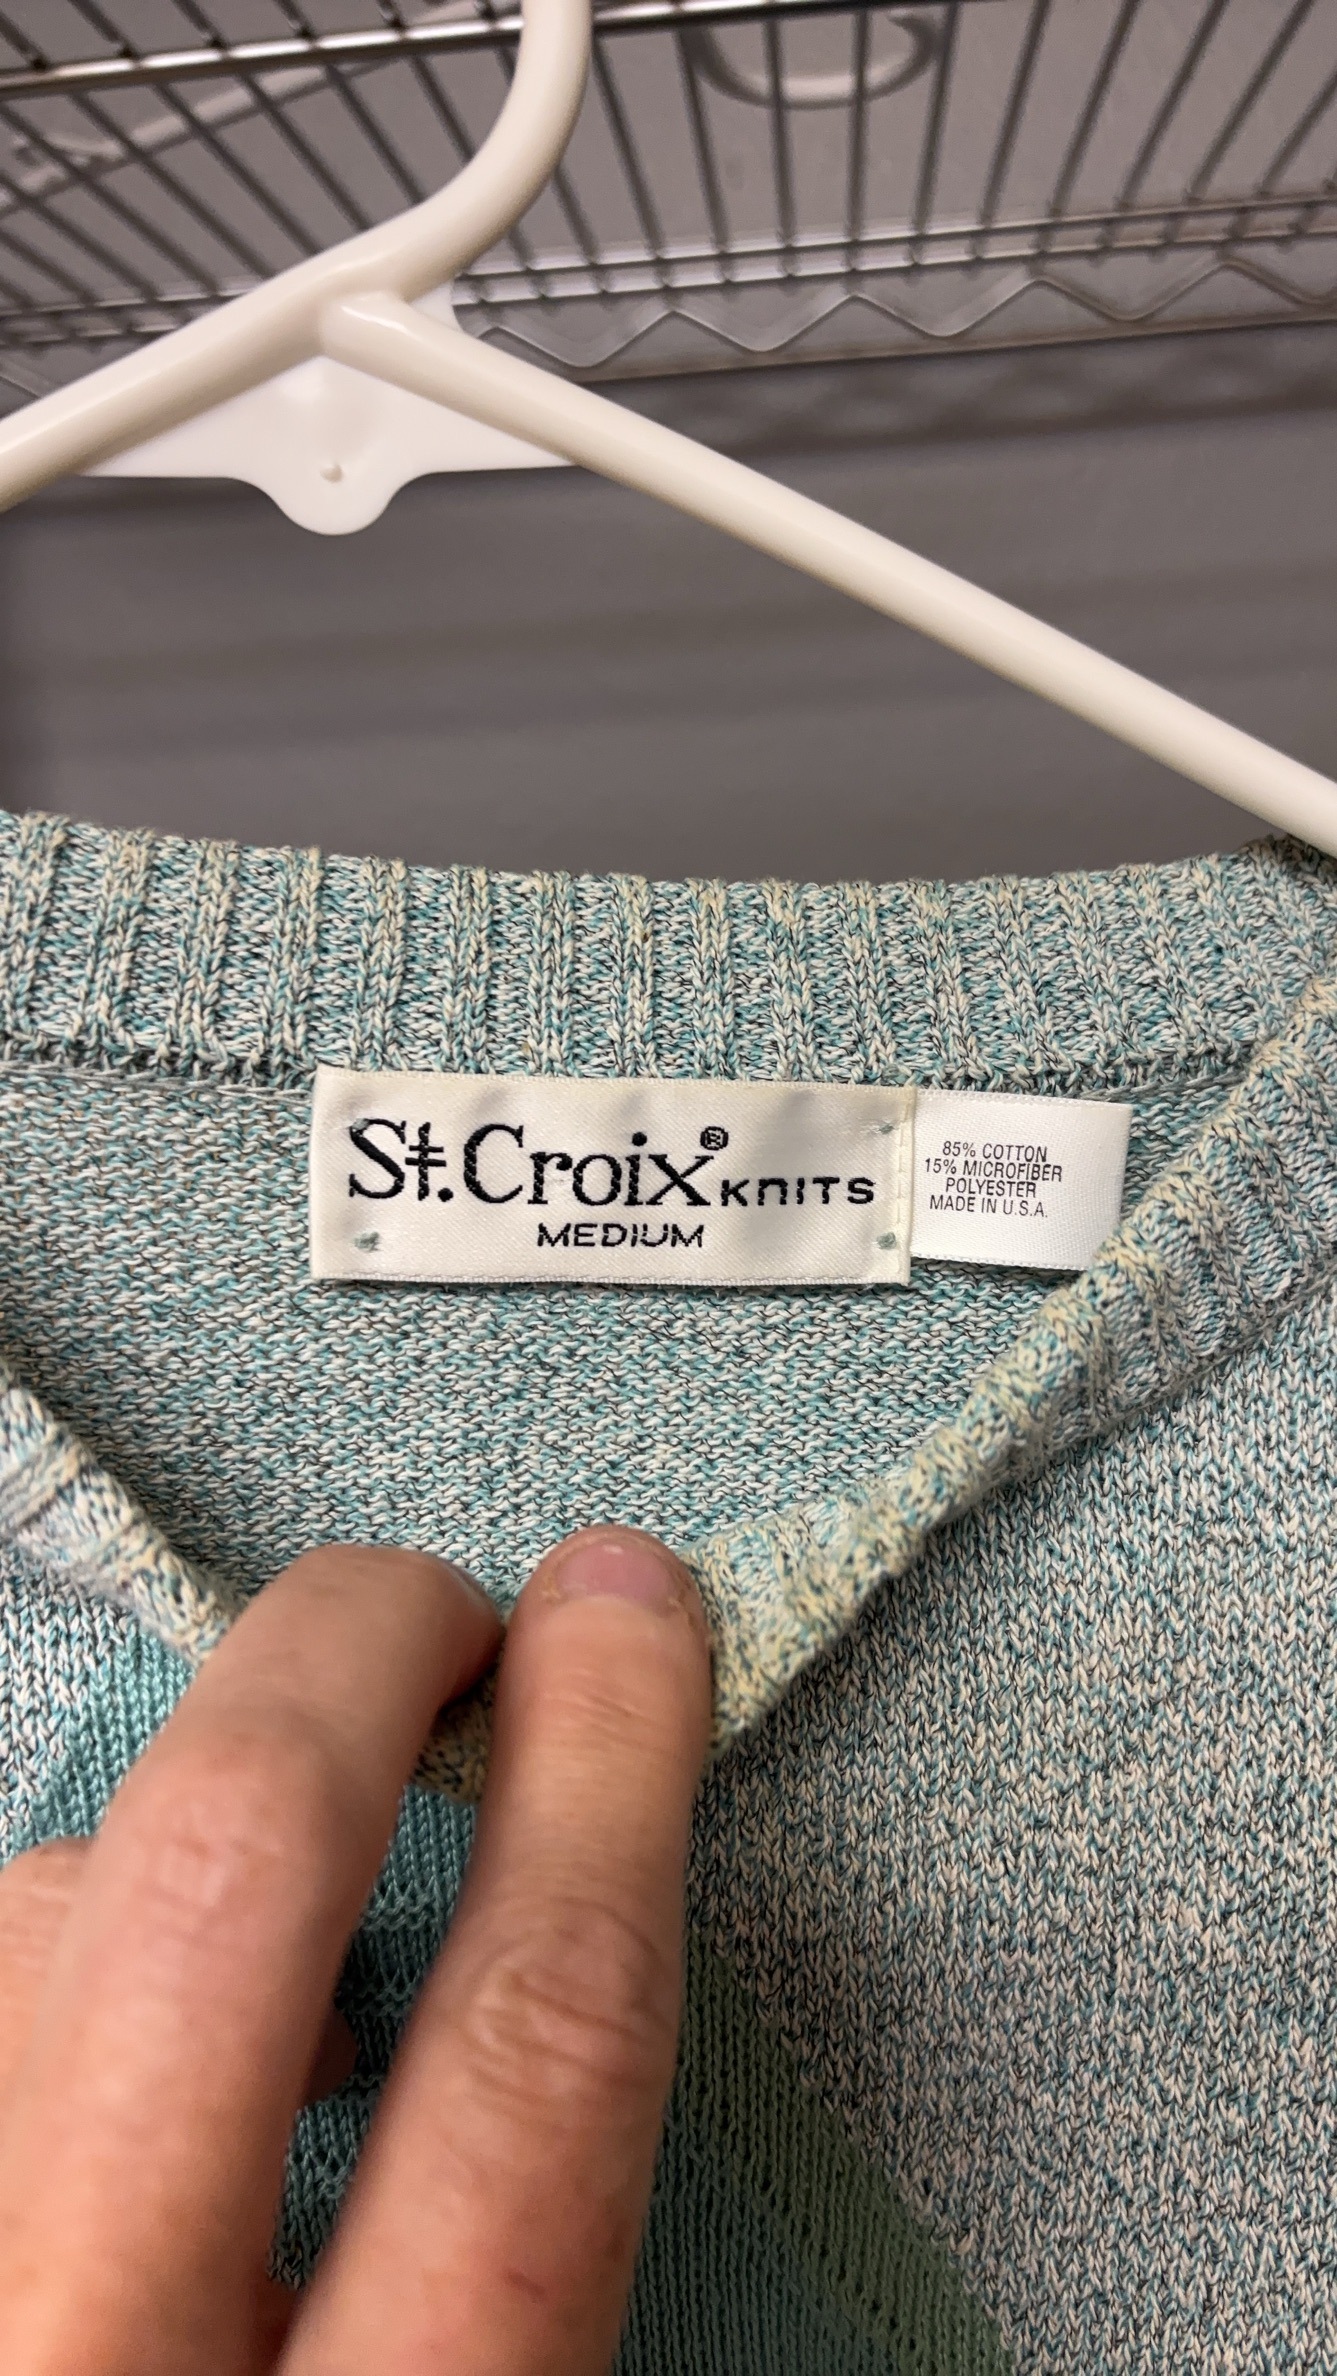 St.Croix® KNITS
MEDIUM
85% COTTON
15% MICROFIBER
POLYESTER
MADE IN U.S.A.